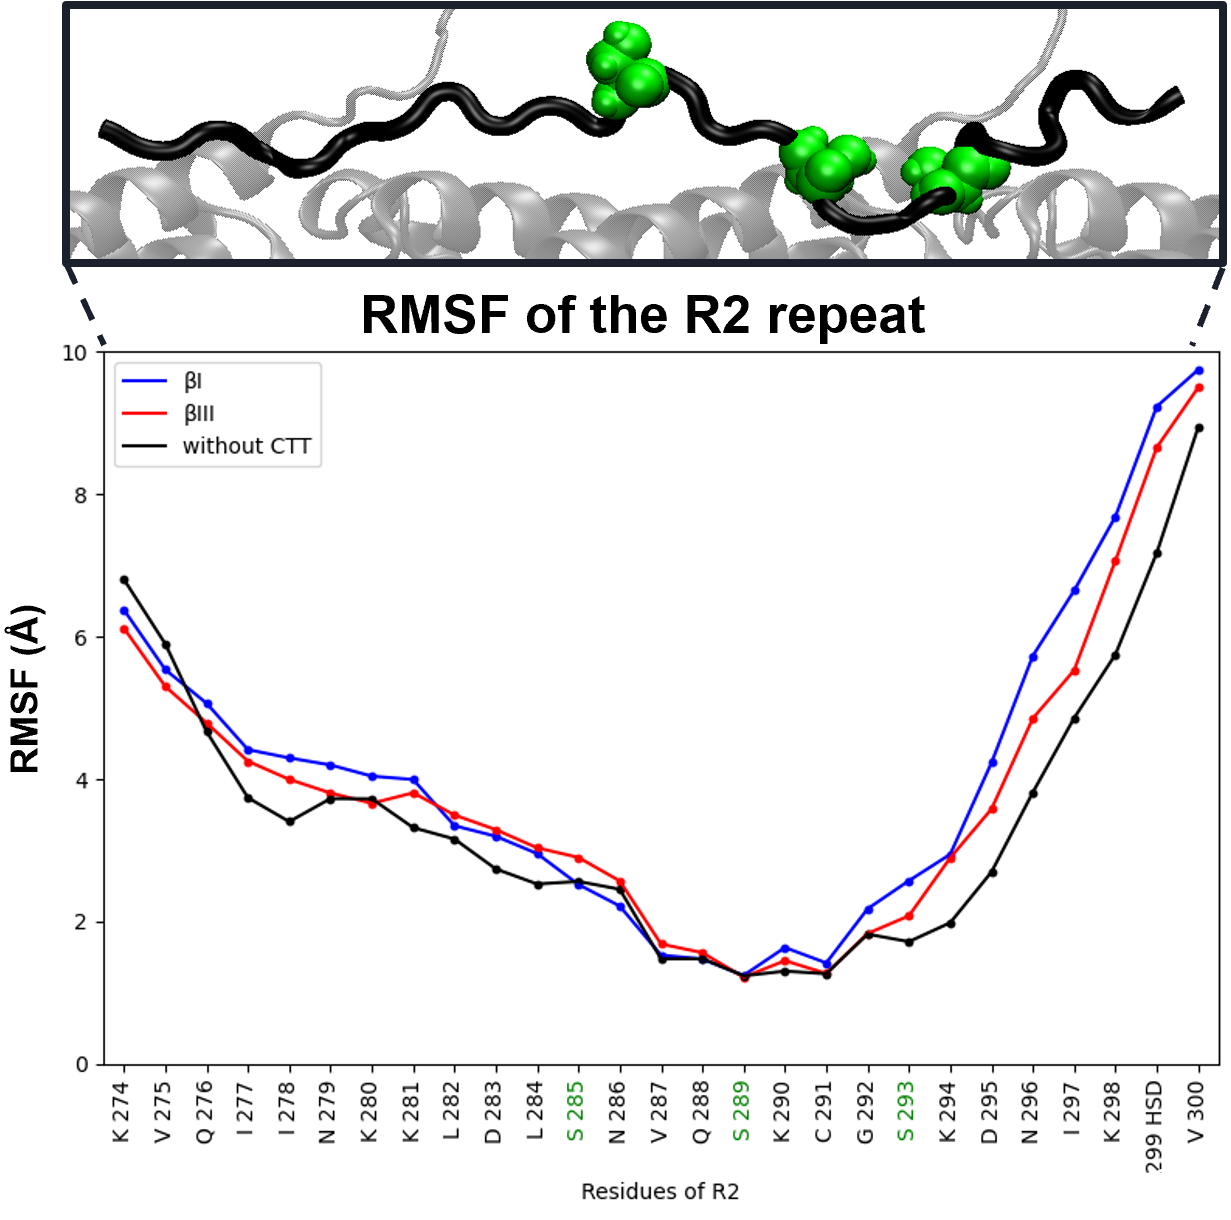 RMSF of the R2 repeat
10
8
6
4
2
0
RMSF (Å)
βI
βIII
without CTT
K 274
V 275
Q 276
I 277
I 278
N 279
K 280
K 281
L 282
D 283
L 284
S 285
N 286
V 287
Q 288
S 289
K 290
C 291
G 292
S 293
K 294
D 295
N 296
I 297
K 298
299 HSD
V 300
Residues of R2